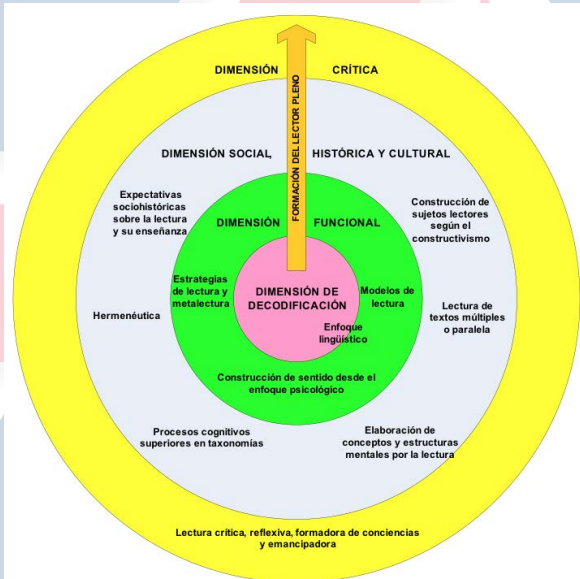 DIMENSIÓN CRÍTICA
FORMACIÓN DEL LECTOR PLENO
DIMENSIÓN SOCIAL, HISTÓRICA Y CULTURAL
Expectativas
sociohistóricas
sobre la lectura
y su enseñanza
Construcción de
sujetos lectores
según el
constructivismo
DIMENSIÓN FUNCIONAL
Estrategias
de lectura y
metalectura
DIMENSIÓN DE
DECODIFICACIÓN
Modelos de
lectura
Enfoque
lingüístico
Hermenéutica
Lectura de
textos múltiples
o paralela
Construcción de sentido desde el
enfoque psicológico
Procesos cognitivos
superiores en taxonomías
Elaboración de
conceptos y estructuras
mentales por la lectura
Lectura crítica, reflexiva, formadora de conciencias
y emancipadora